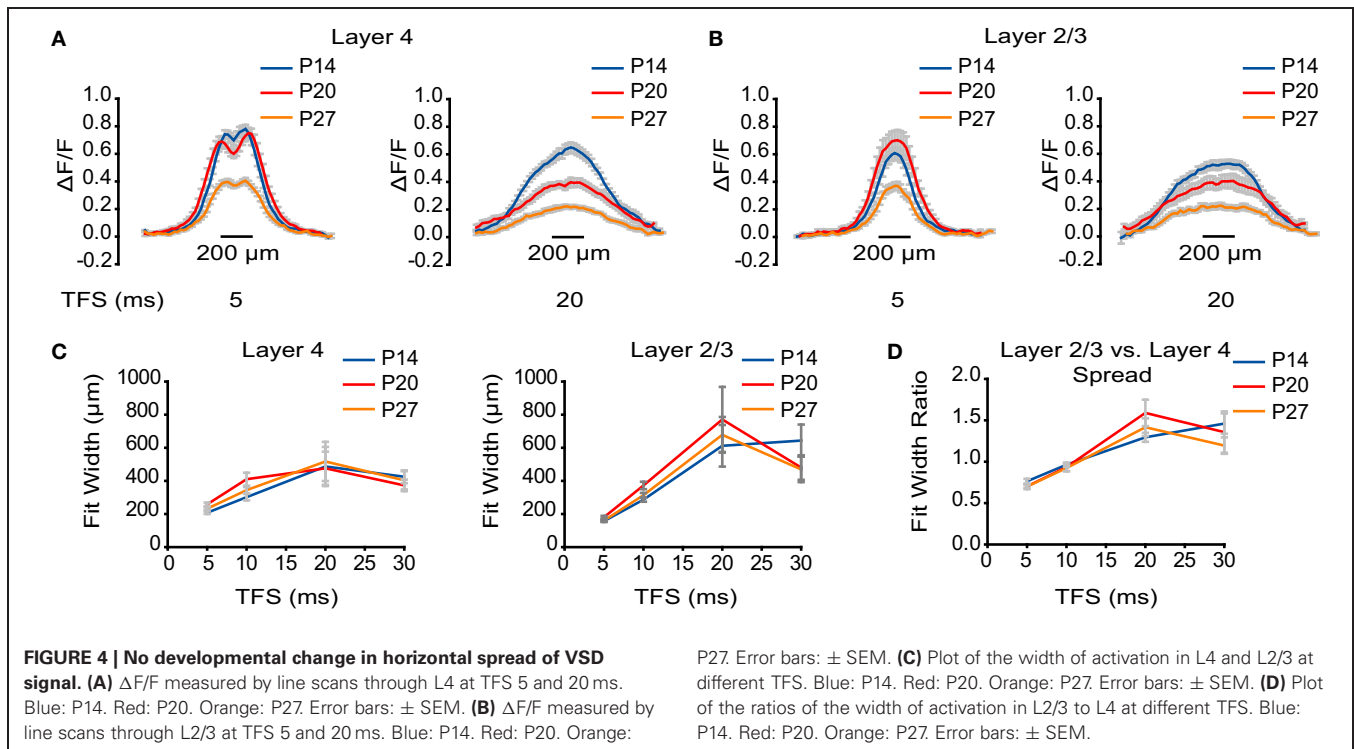 A
Layer 4
P14
P20
P27
ΔF/F
1.0
0.8
0.6
0.4
0.2
0.0
-0.2
200 µm
P14
P20
P27
ΔF/F
1.0
0.8
0.6
0.4
0.2
0.0
-0.2
200 µm
B
Layer 2/3
P14
P20
P27
ΔF/F
1.0
0.8
0.6
0.4
0.2
0.0
-0.2
200 µm
P14
P20
P27
ΔF/F
1.0
0.8
0.6
0.4
0.2
0.0
-0.2
200 µm
TFS (ms) 5 20 5 20
C
Layer 4
P14
P20
P27
Fit Width (µm)
1000
800
600
400
200
0
0 5 10 15 20 25 30
TFS (ms)
Layer 2/3
P14
P20
P27
Fit Width (µm)
1000
800
600
400
200
0
0 5 10 15 20 25 30
TFS (ms)
D
Layer 2/3 vs. Layer 4
Spread
P14
P20
P27
Fit Width Ratio
2.0
1.5
1.0
0.5
0.0
0 5 10 15 20 25 30
TFS (ms)
FIGURE 4 | No developmental change in horizontal spread of VSD
signal. (A) ΔF/F measured by line scans through L4 at TFS 5 and 20 ms.
Blue: P14. Red: P20. Orange: P27. Error bars: ± SEM. (B) ΔF/F measured by
line scans through L2/3 at TFS 5 and 20 ms. Blue: P14. Red: P20. Orange:
P27. Error bars: ± SEM. (C) Plot of the width of activation in L4 and L2/3 at
different TFS. Blue: P14. Red: P20. Orange: P27. Error bars: ± SEM. (D) Plot
of the ratios of the width of activation in L2/3 to L4 at different TFS. Blue:
P14. Red: P20. Orange: P27. Error bars: ± SEM.